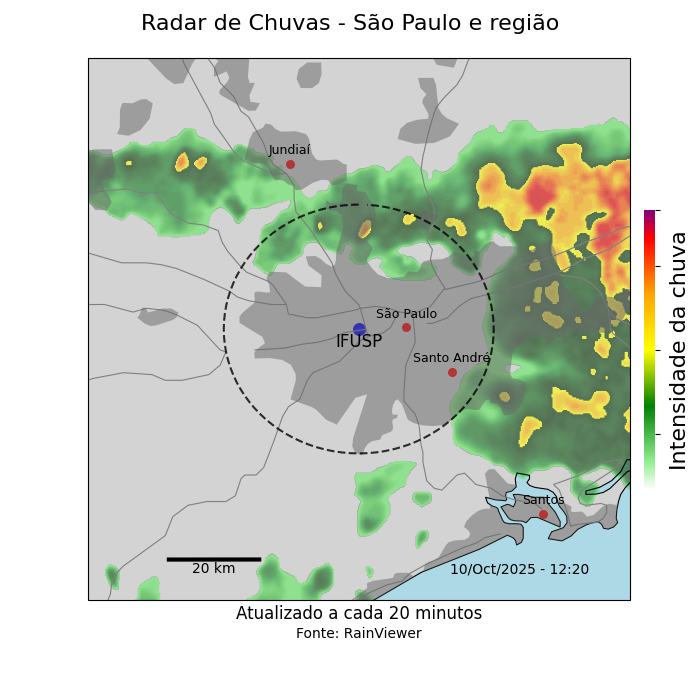 Radar de Chuvas - São Paulo e região
Jundiaí
São Paulo
IFUSP
Santo André
Santos
20 km
10/Oct/2025 - 12:20
Intensidade da chuva
Atualizado a cada 20 minutos
Fonte: RainViewer